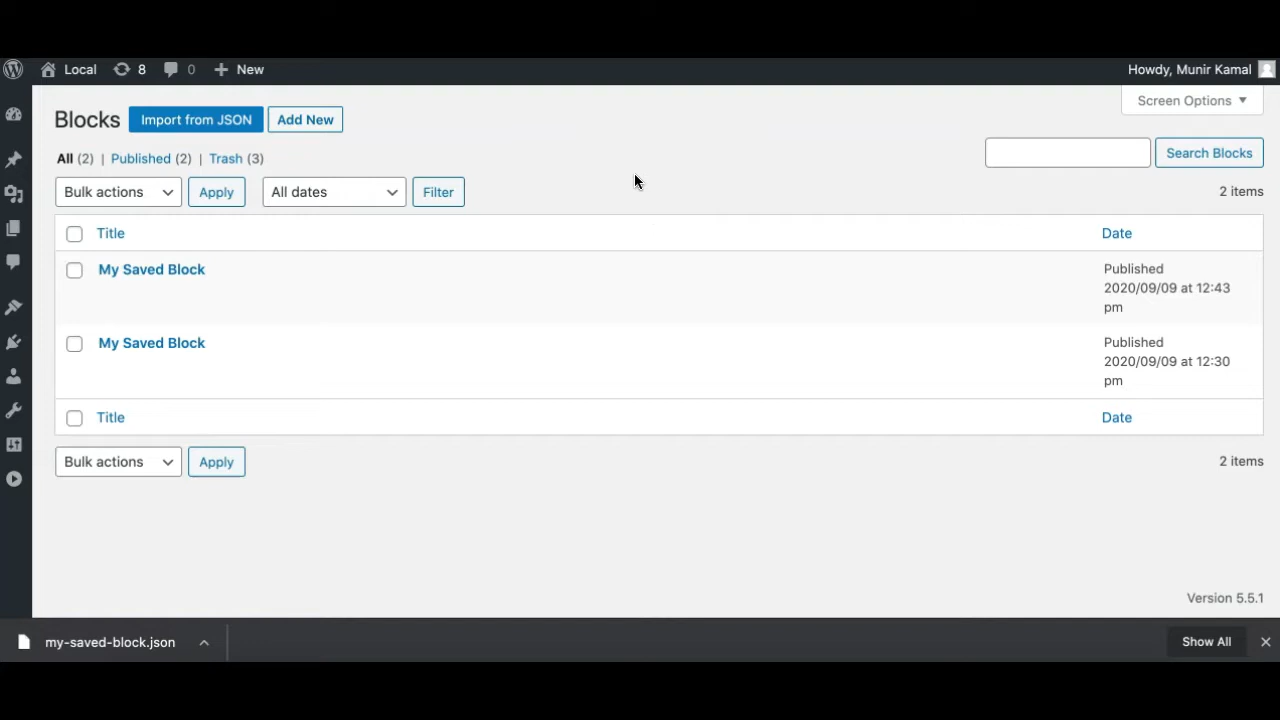 Local 8 0 New Howdy, Munir Kamal
Screen Options
Blocks Import from JSON Add New
All (2) | Published (2) | Trash (3)
Search Blocks
Bulk actions Apply All dates Filter 2 items
Title Date
My Saved Block Published
2020/09/09 at 12:43
pm
My Saved Block Published
2020/09/09 at 12:30
pm
Title Date
Bulk actions Apply 2 items
Version 5.5.1
my-saved-block.json Show All